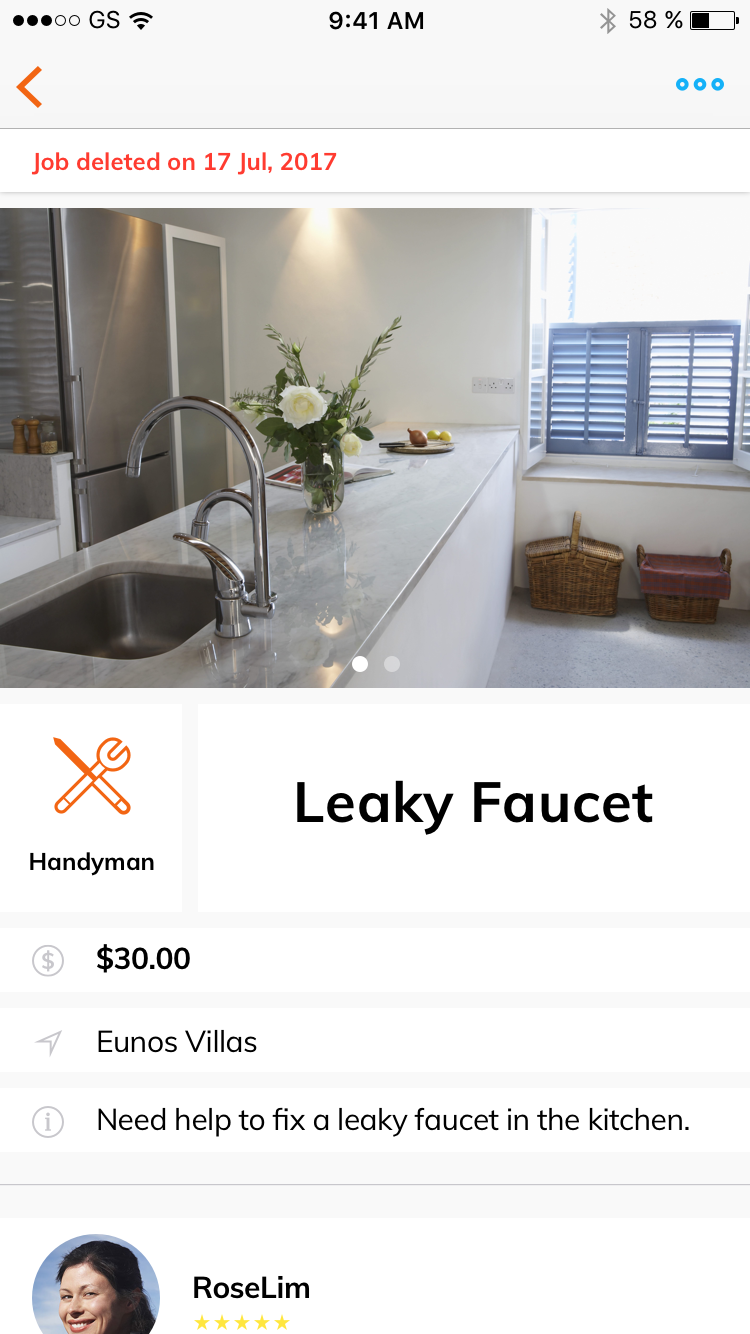 GS 9:41 AM 58 %
Job deleted on 17 Jul, 2017
Handyman
Leaky Faucet
$30.00
Eunos Villas
Need help to fix a leaky faucet in the kitchen.
RoseLim